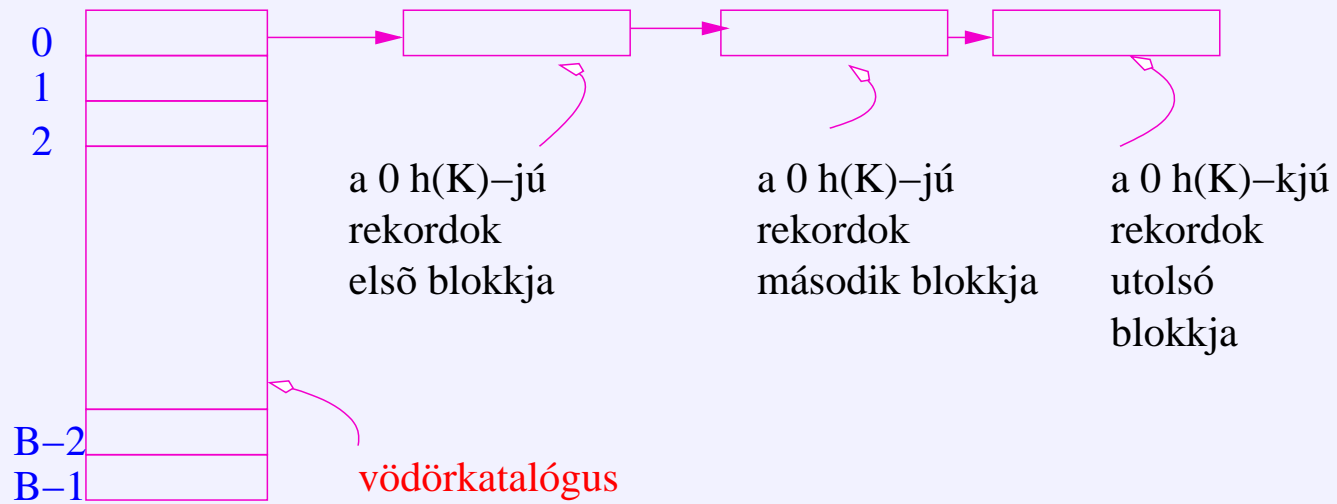 0
1
2
a 0 h(K)–jú
rekordok
elsõ blokkja
a 0 h(K)–jú
rekordok
második blokkja
a 0 h(K)–kjú
rekordok
utolsó
blokkja
B–2
B–1
vödörkatalógus